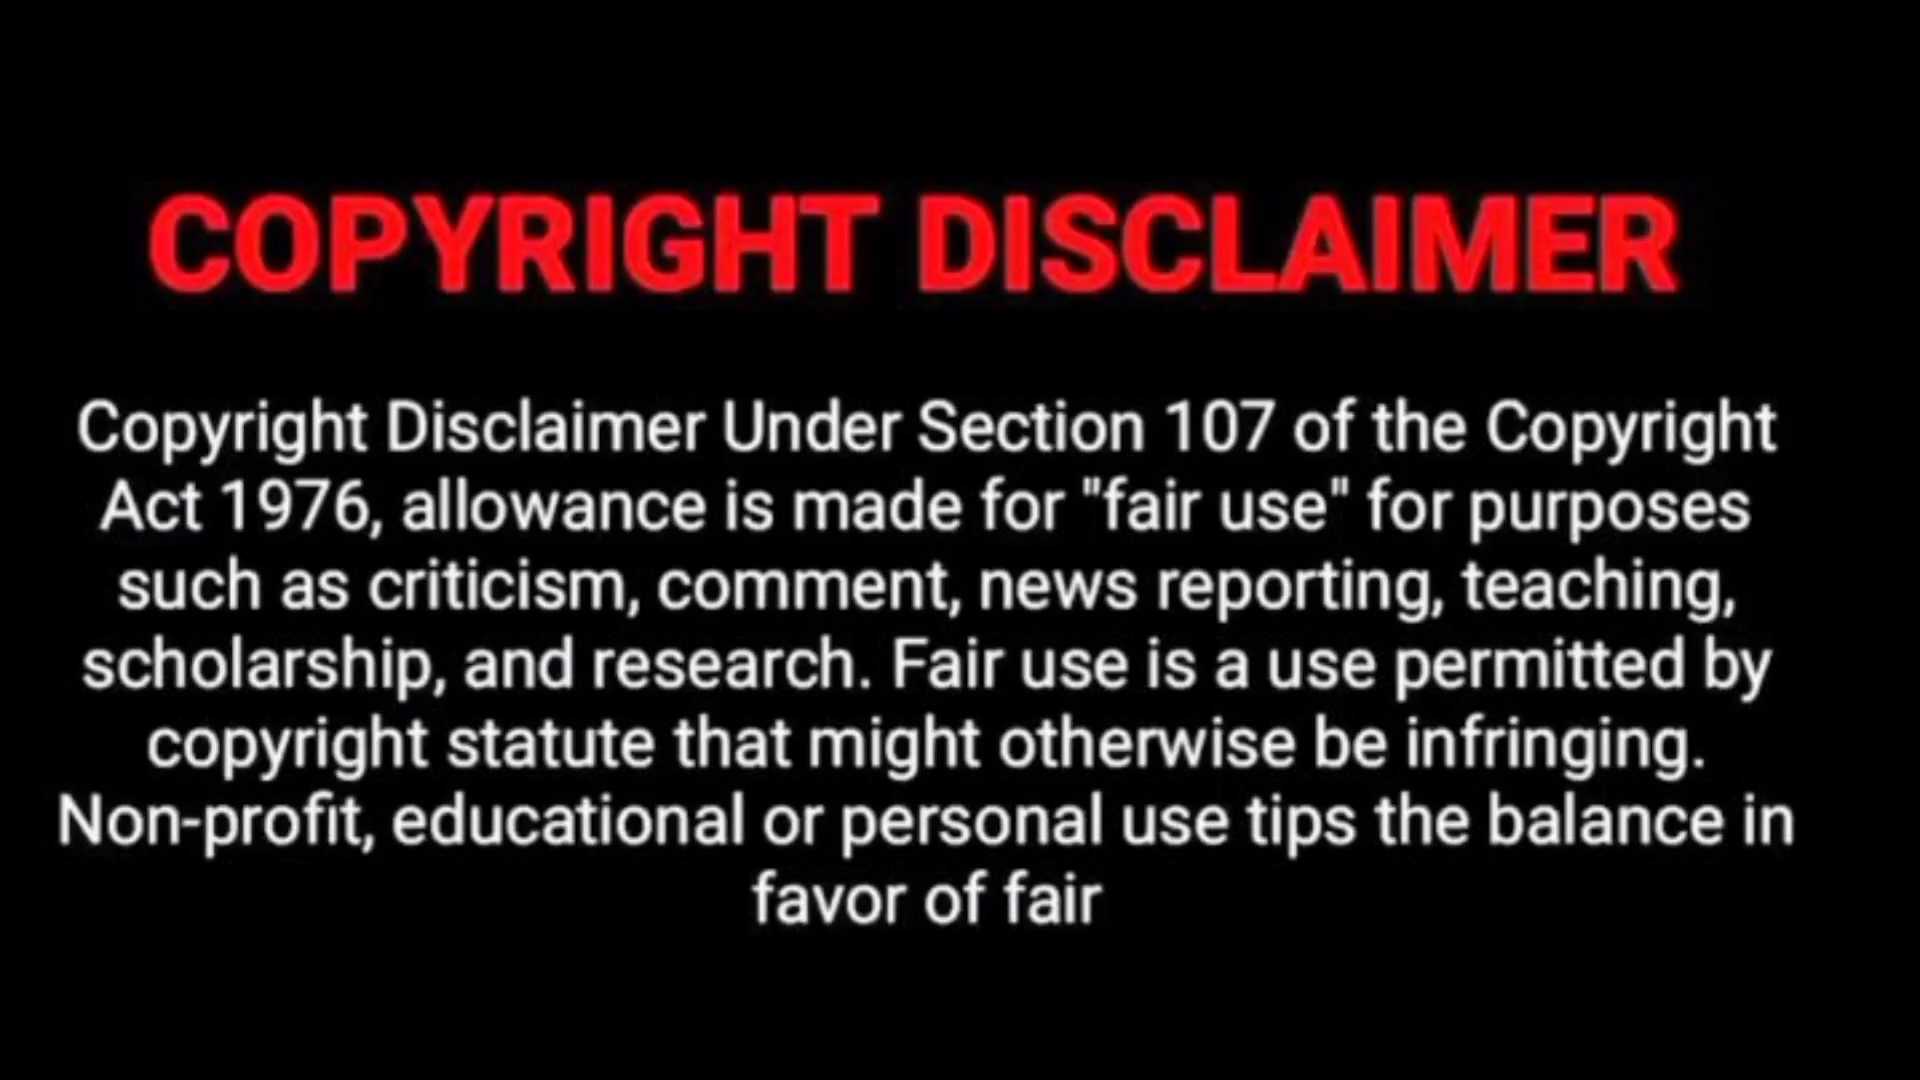 COPYRIGHT DISCLAIMER
Copyright Disclaimer Under Section 107 of the Copyright
Act 1976, allowance is made for "fair use" for purposes
such as criticism, comment, news reporting, teaching,
scholarship, and research. Fair use is a use permitted by
copyright statute that might otherwise be infringing.
Non-profit, educational or personal use tips the balance in
favor of fair